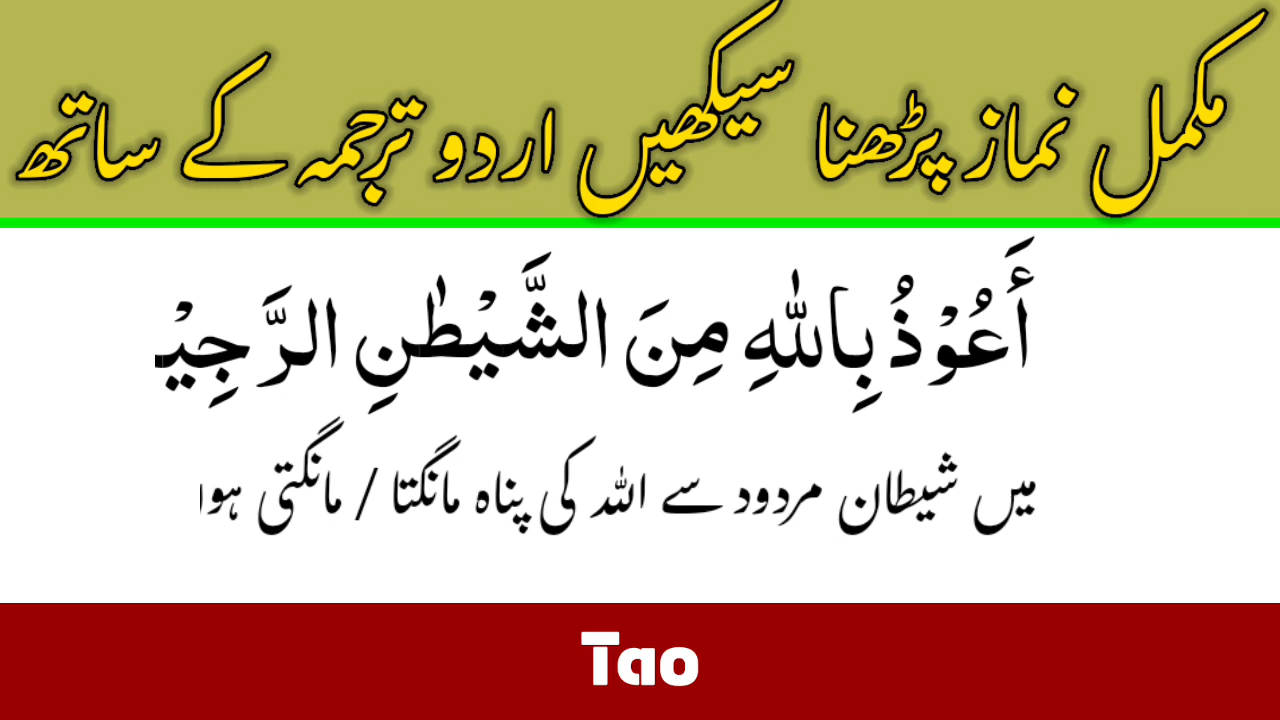 مکمل نماز پڑھنا سیکھیں اردو ترجمہ کے ساتھ
أَعُوْذُ بِاللّٰهِ مِنَ الشَّيْطٰنِ الرَّجِيْـ
میں شیطان مردود سے اللہ کی پناہ مانگتا / مانگتی ہو
Tao